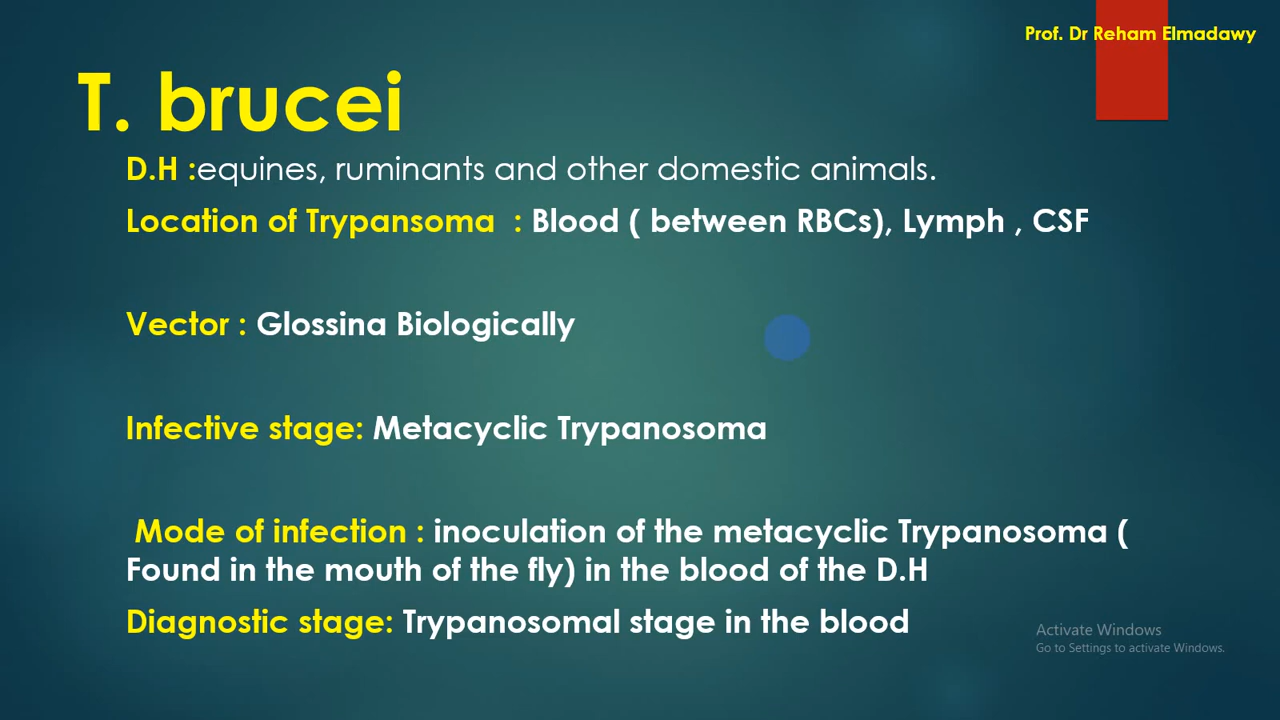 Prof. Dr Reham Elmadawy
T. brucei
D.H :equines, ruminants and other domestic animals.
Location of Trypansoma : Blood ( between RBCs), Lymph , CSF
Vector : Glossina Biologically
Infective stage: Metacyclic Trypanosoma
Mode of infection : inoculation of the metacyclic Trypanosoma (
Found in the mouth of the fly) in the blood of the D.H
Diagnostic stage: Trypanosomal stage in the blood
Activate Windows
Go to Settings to activate Windows.